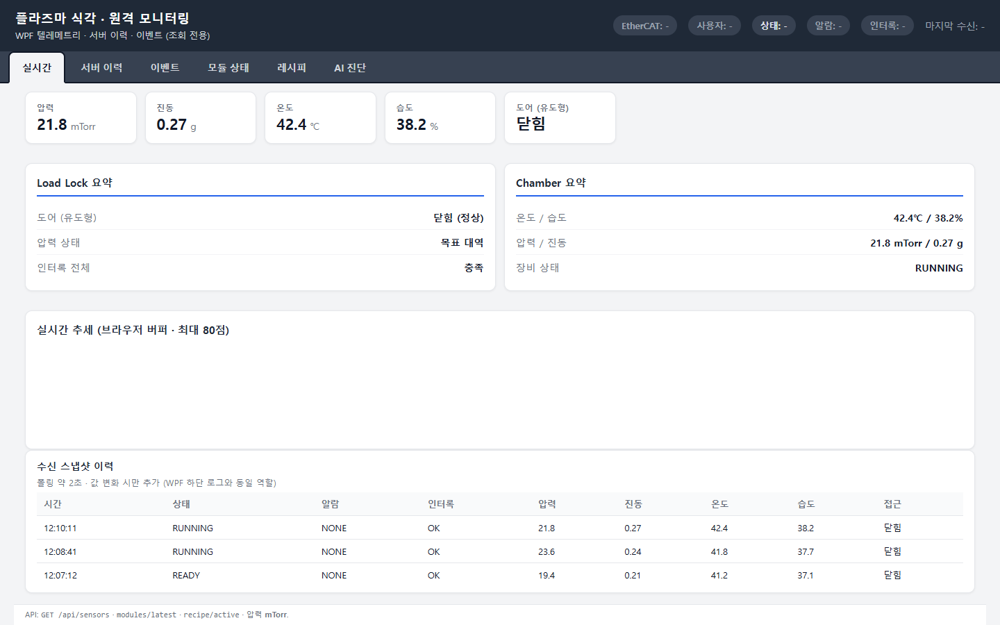 플라즈마 식각 · 원격 모니터링
WPF 텔레메트리 · 서버 이력 · 이벤트 (조회 전용)
EtherCAT: -
사용자: -
상태: -
알람: -
인터록: -
마지막 수신: -
실시간
서버 이력
이벤트
모듈 상태
레시피
AI 진단
압력
21.8 mTorr
진동
0.27 g
온도
42.4 ℃
습도
38.2 %
도어 (유도형)
닫힘
Load Lock 요약
도어 (유도형) 닫힘 (정상)
압력 상태 목표 대역
인터록 전체 충족
Chamber 요약
온도 / 습도 42.4℃ / 38.2%
압력 / 진동 21.8 mTorr / 0.27 g
장비 상태 RUNNING
실시간 추세 (브라우저 버퍼 · 최대 80점)
수신 스냅샷 이력
폴링 약 2초 · 값 변화 시만 추가 (WPF 하단 로그와 동일 역할)
시간 상태 알람 인터록 압력 진동 온도 습도 접근
12:10:11 RUNNING NONE OK 21.8 0.27 42.4 38.2 닫힘
12:08:41 RUNNING NONE OK 23.6 0.24 41.8 37.7 닫힘
12:07:12 READY NONE OK 19.4 0.21 41.2 37.1 닫힘
API: GET /api/sensors · modules/latest · recipe/active · 압력 mTorr.